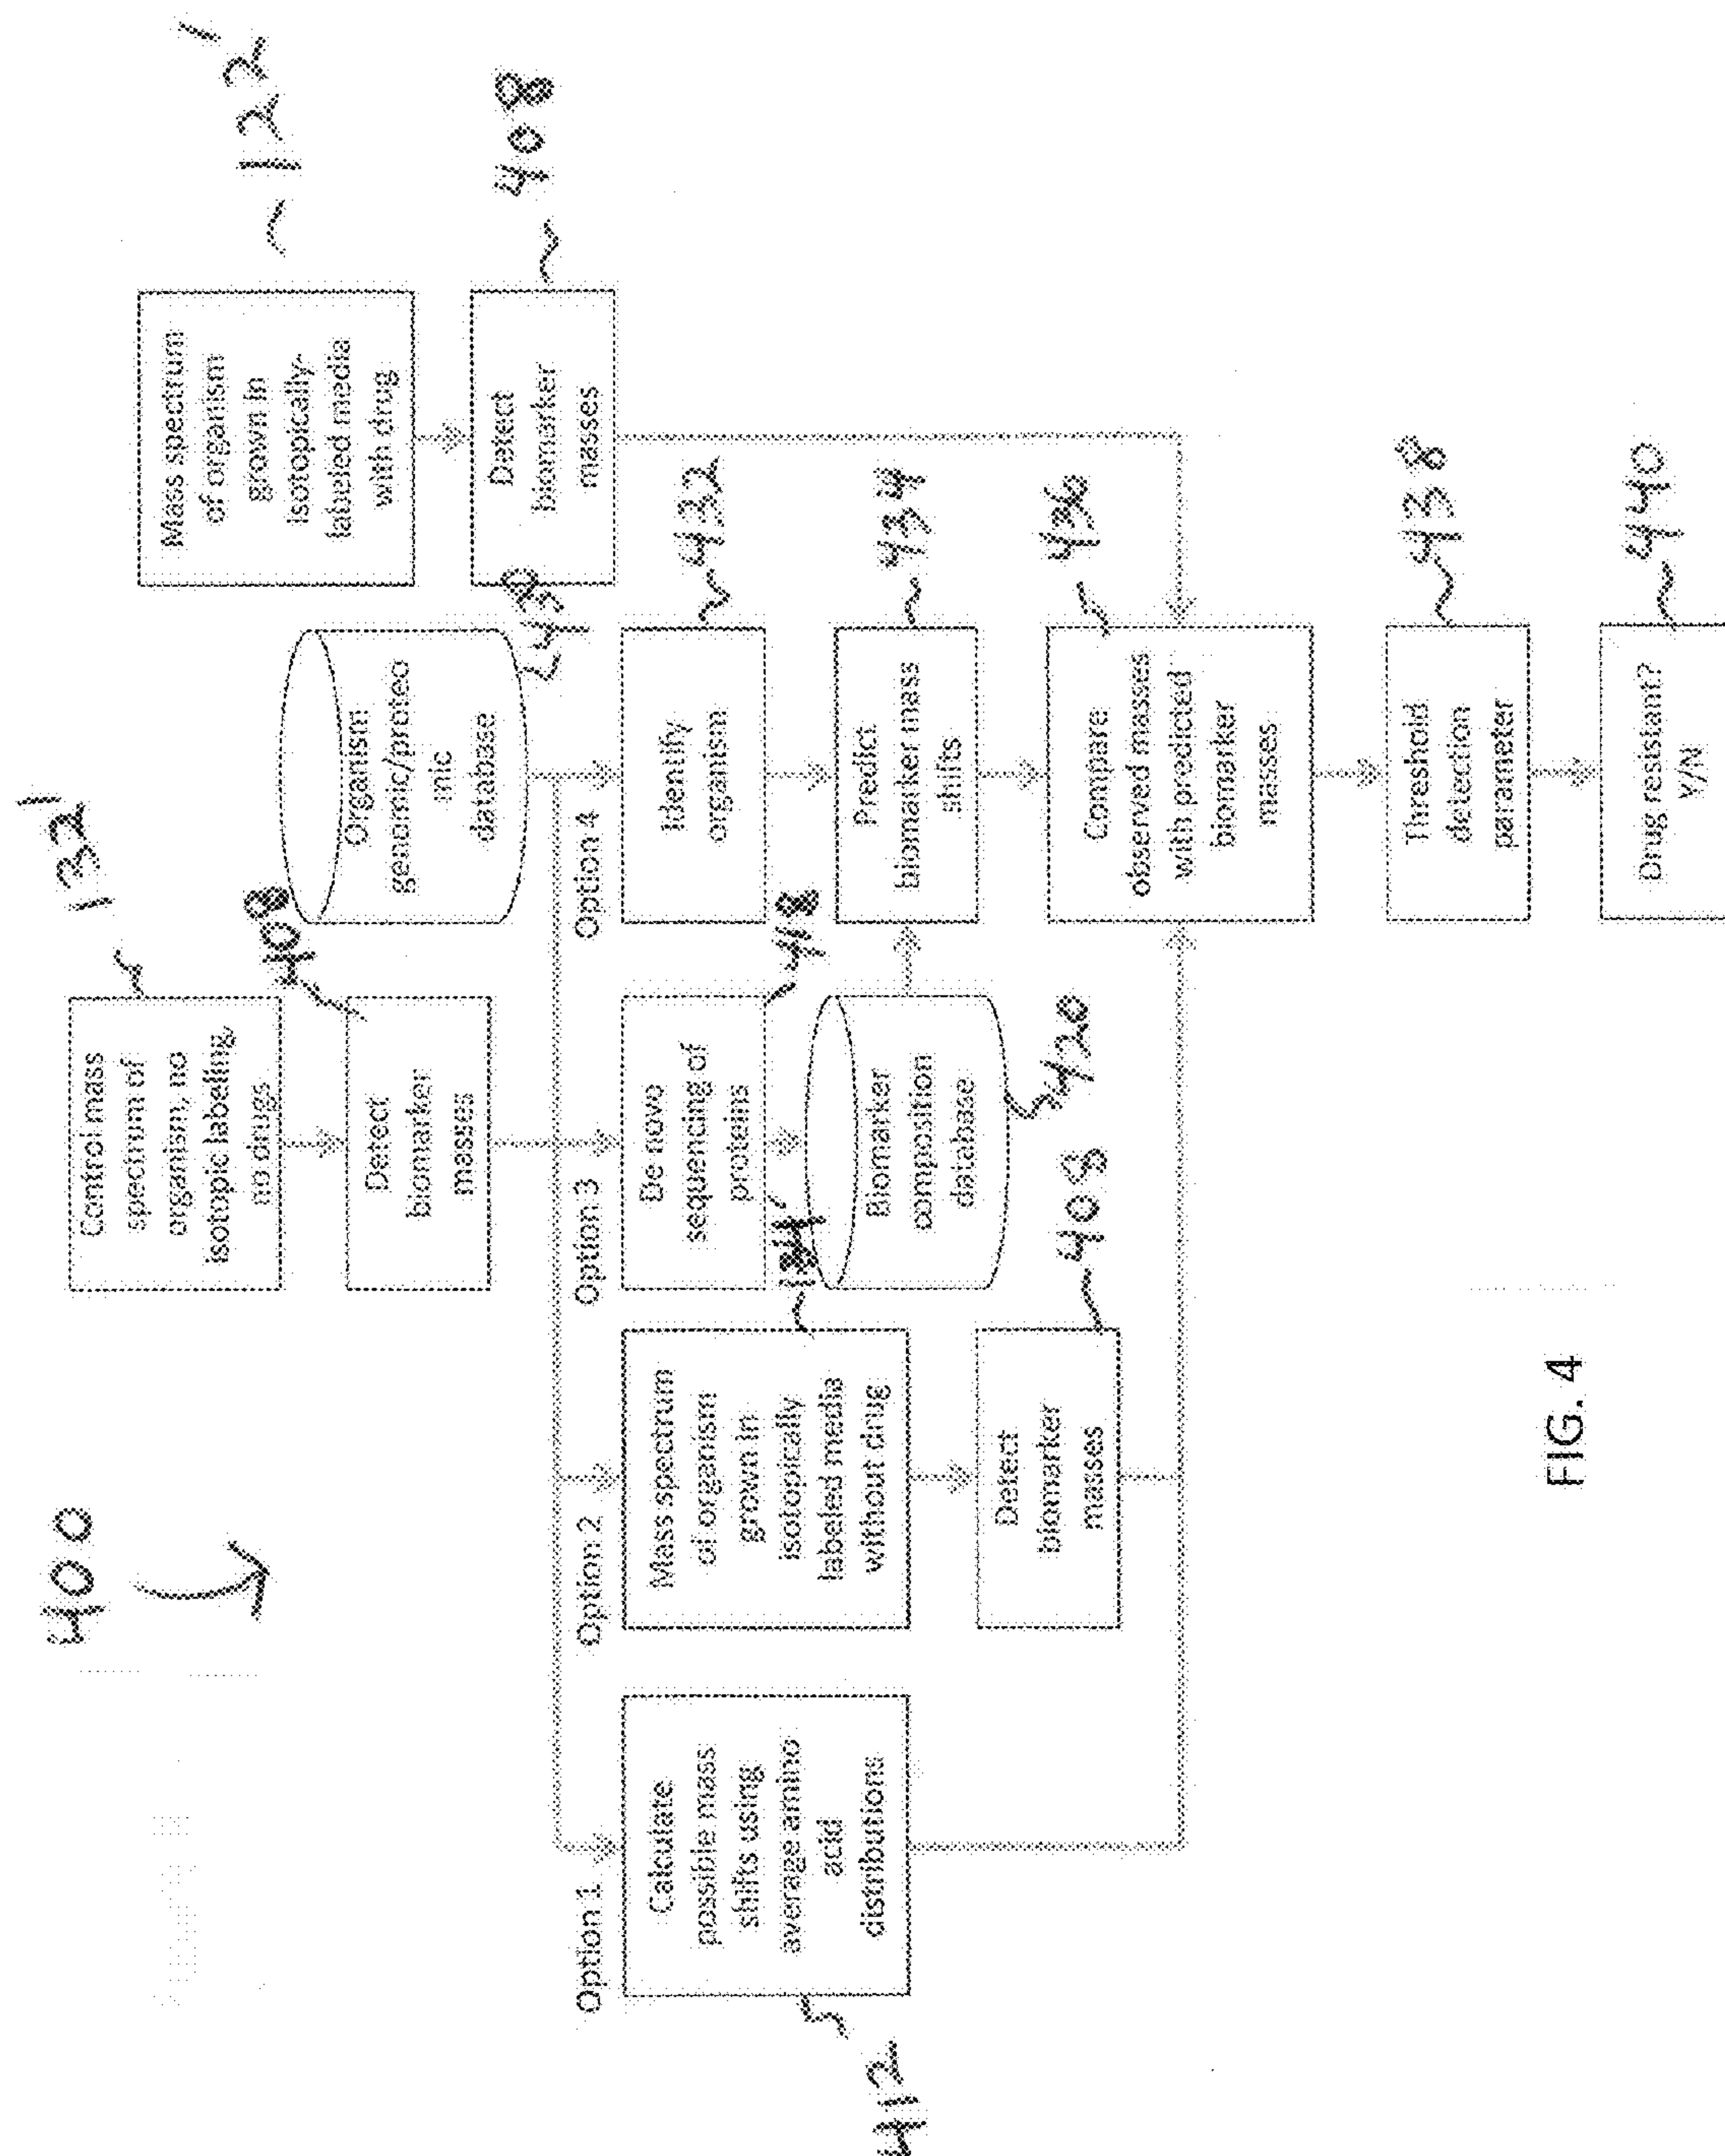 400
132'
Control mass
spectrum of
organism, no
isotopic labeling,
no drugs
408
Detect
biomarker
masses
122'
Mass spectrum
of organism
grown in
isotopically-
labeled media
with drug
408
Detect
biomarker
masses
Organism
genomic/proteo
mic
database
430
Option 1
Calculate
possible mass
shifts using
average amino
acid
distributions
412
Option 2
Mass spectrum
of organism
grown in
isotopically
labeled media
without drug
Detect
biomarker
masses
408
Option 3
De novo
sequencing of
proteins
418
Biomarker
composition
database
420
Option 4
Identify
organism
432
Predict
biomarker mass
shifts
434
Compare
observed masses
with predicted
biomarker
masses
436
Threshold
detection
parameter
438
Drug resistant?
Y/N
440
FIG. 4